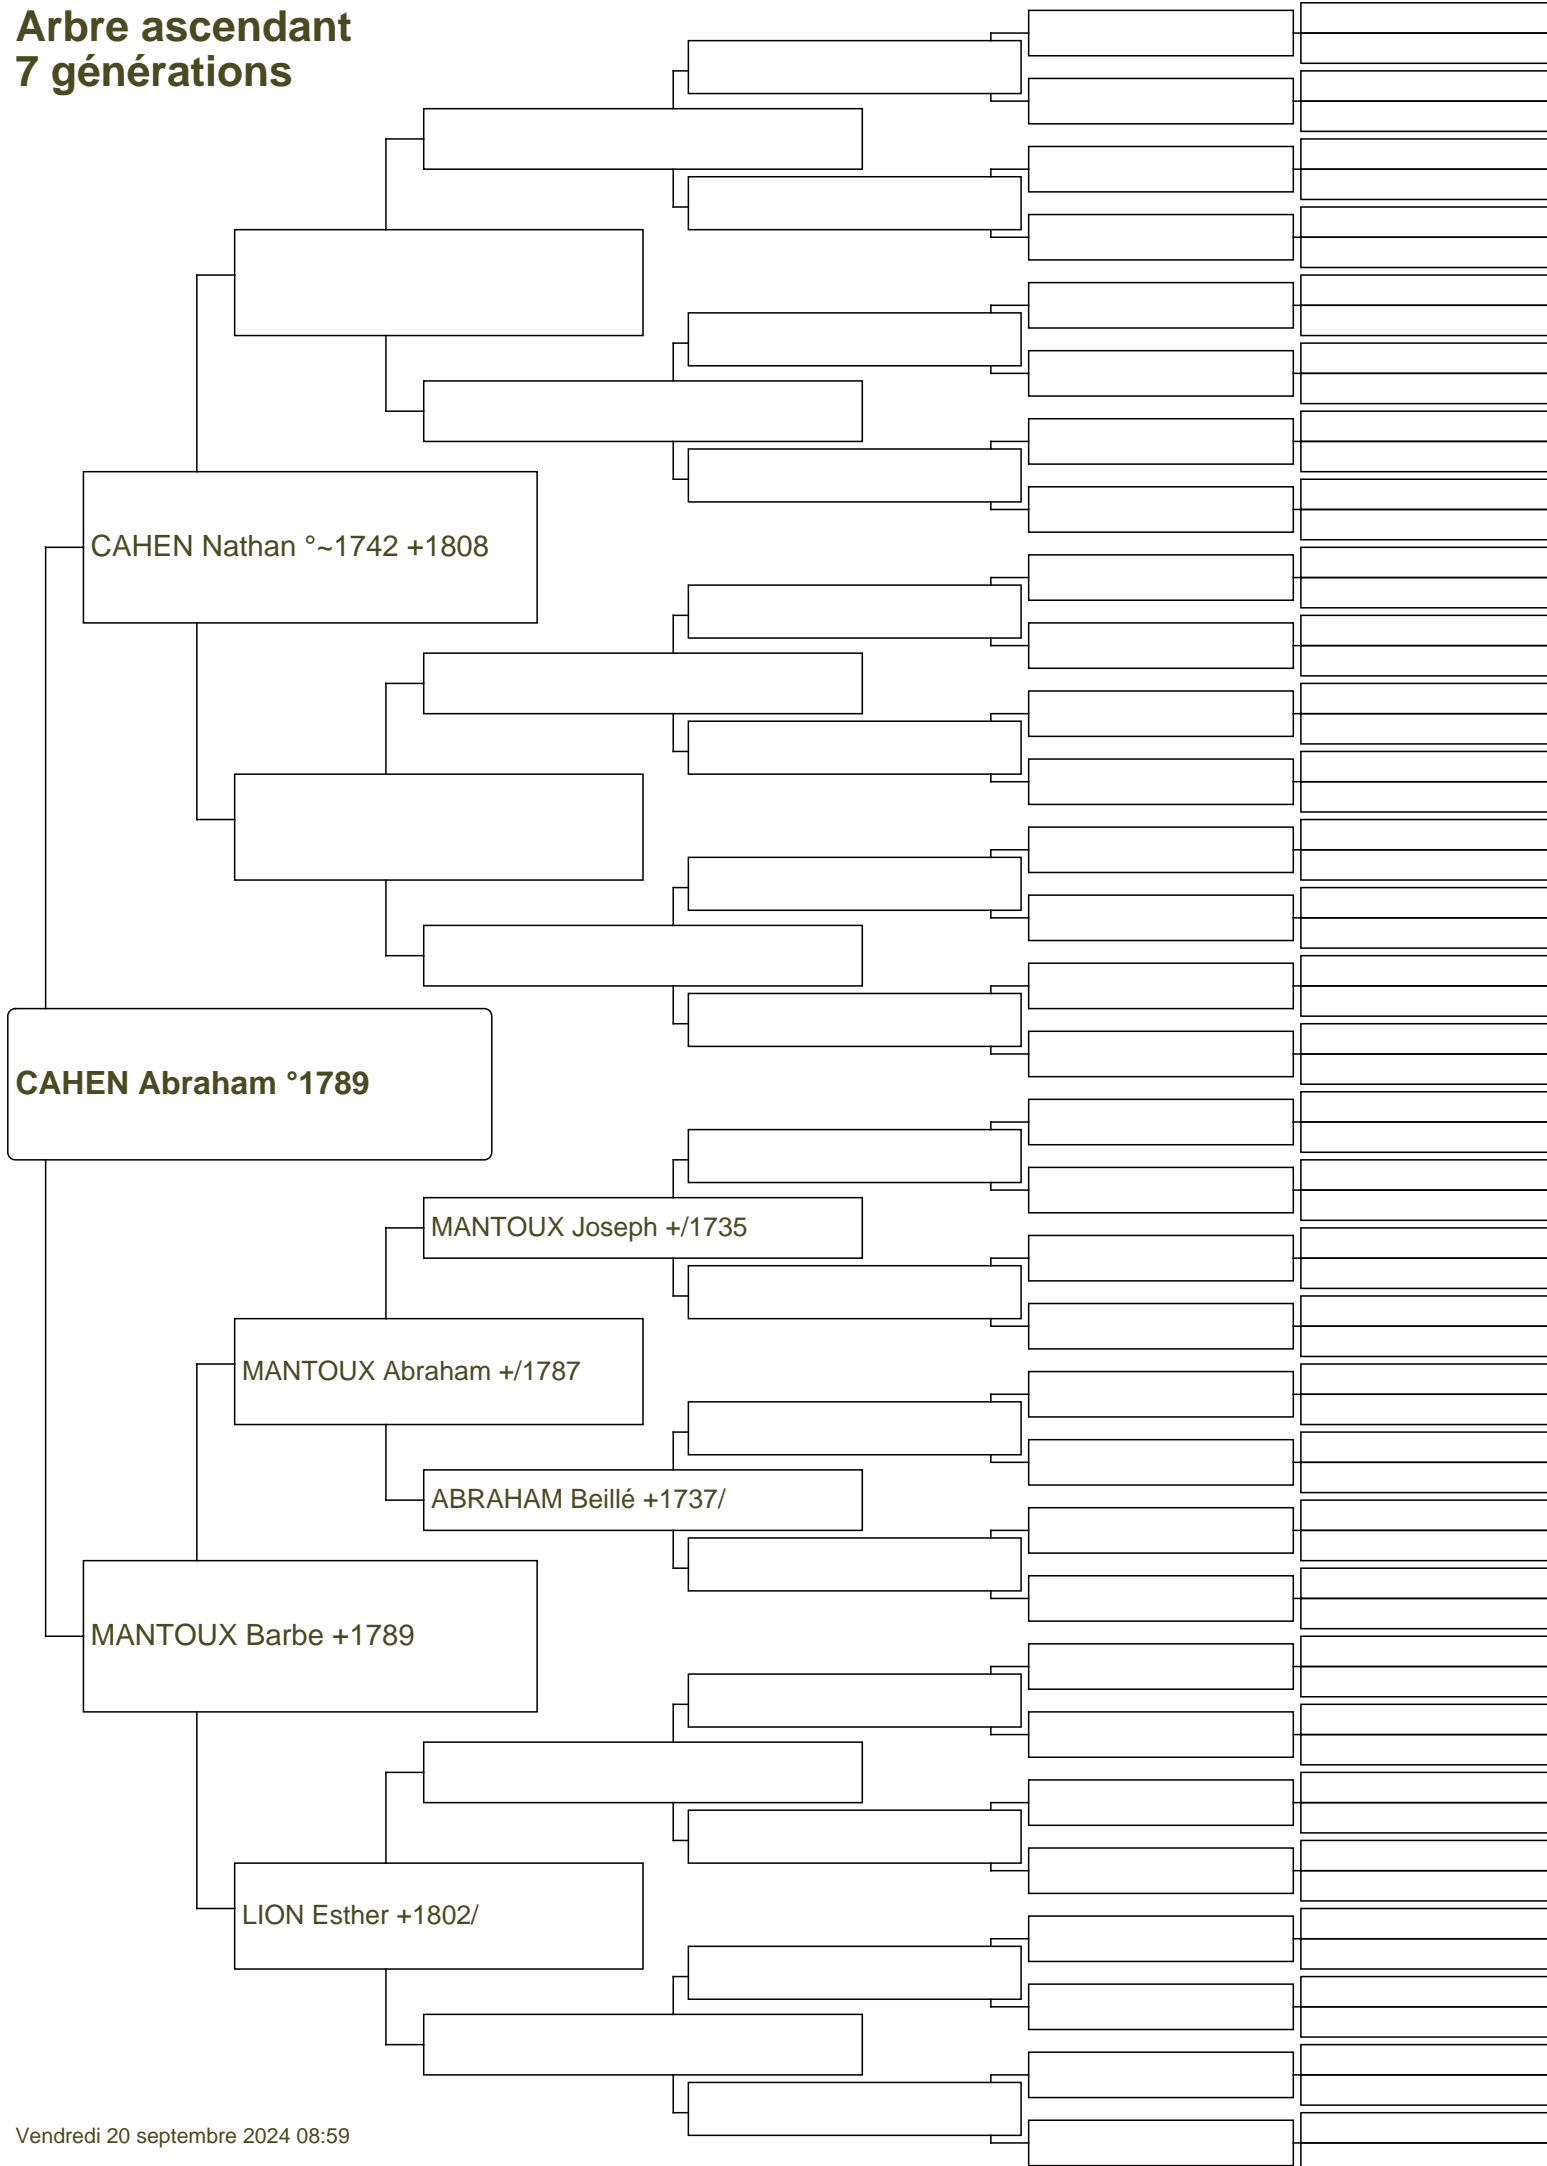 Arbre ascendant
7 générations
CAHEN Nathan °~1742 +1808
CAHEN Abraham °1789
MANTOUX Joseph +/1735
MANTOUX Abraham +/1787
ABRAHAM Beillé +1737/
MANTOUX Barbe +1789
LION Esther +1802/
Vendredi 20 septembre 2024 08:59